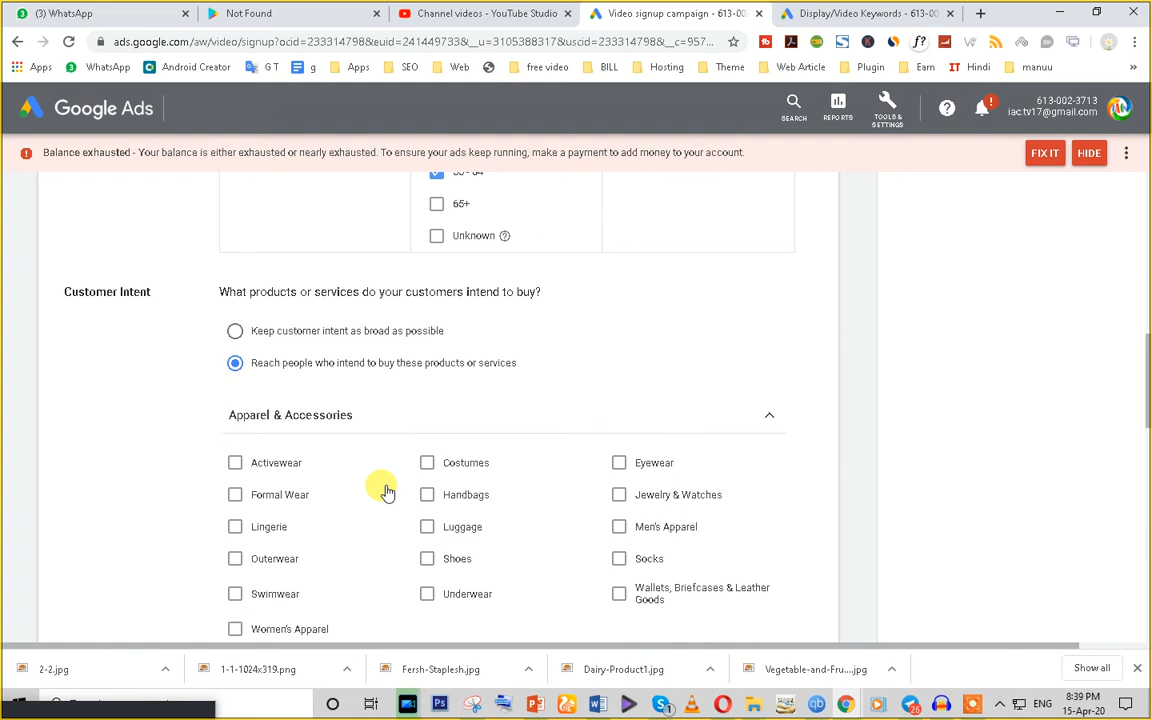 (3) WhatsApp
Not Found
Channel videos - YouTube Studio
Video signup campaign - 613-00
Display/Video Keywords - 613-00
ads.google.com/aw/video/signup?ocid=233314798&euid=241449733&__u=3105388317&uscid=233314798&__c=957...
Apps WhatsApp Android Creator G T g Apps SEO Web free video BILL Hosting Theme Web Article Plugin Earn IT Hindi manuu »
Google Ads
SEARCH
REPORTS
TOOLS &
SETTINGS
613-002-3713
iac.tv17@gmail.com
Balance exhausted - Your balance is either exhausted or nearly exhausted. To ensure your ads keep running, make a payment to add money to your account.
FIX IT HIDE
65+
Unknown
Customer Intent What products or services do your customers intend to buy?
Keep customer intent as broad as possible
Reach people who intend to buy these products or services
Apparel & Accessories
Activewear Costumes Eyewear
Formal Wear Handbags Jewelry & Watches
Lingerie Luggage Men's Apparel
Outerwear Shoes Socks
Swimwear Underwear Wallets, Briefcases & Leather
Goods
Women's Apparel
2-2.jpg 1-1-1024x319.png Fersh-Staplesh.jpg Dairy-Product1.jpg Vegetable-and-Fru....jpg Show all
ENG
8:39 PM
15-Apr-20